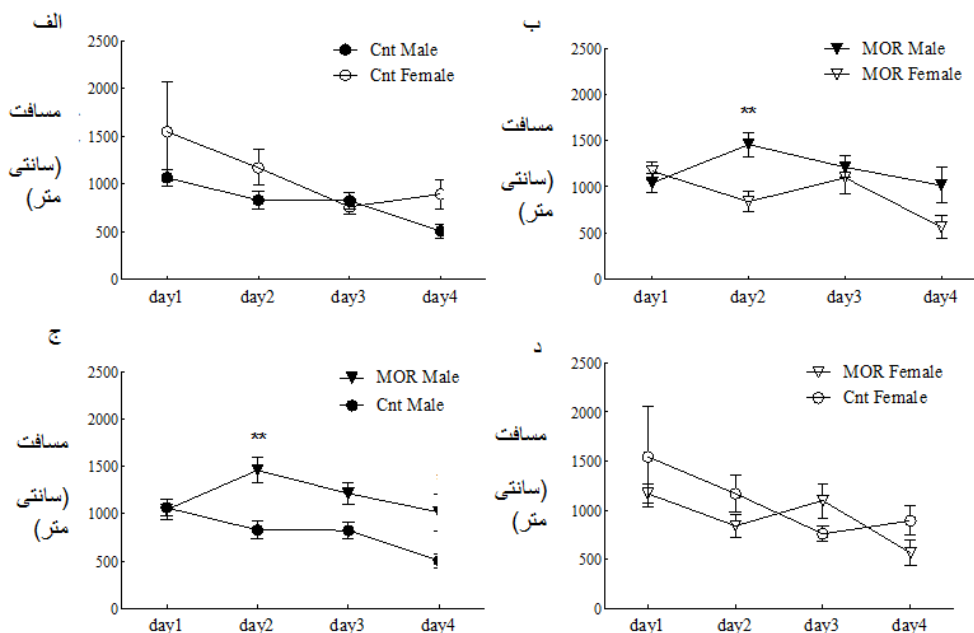 الف
2500
2000
1500
1000
500
0
مسافت
(سانتی
متر)
Cnt Male
Cnt Female
day1 day2 day3 day4
ب
2500
2000
1500
1000
500
0
مسافت
(سانتی
متر)
MOR Male
MOR Female
**
day1 day2 day3 day4
ج
2500
2000
1500
1000
500
0
مسافت
(سانتی
متر)
MOR Male
Cnt Male
**
day1 day2 day3 day4
د
2500
2000
1500
1000
500
0
مسافت
(سانتی
متر)
MOR Female
Cnt Female
day1 day2 day3 day4